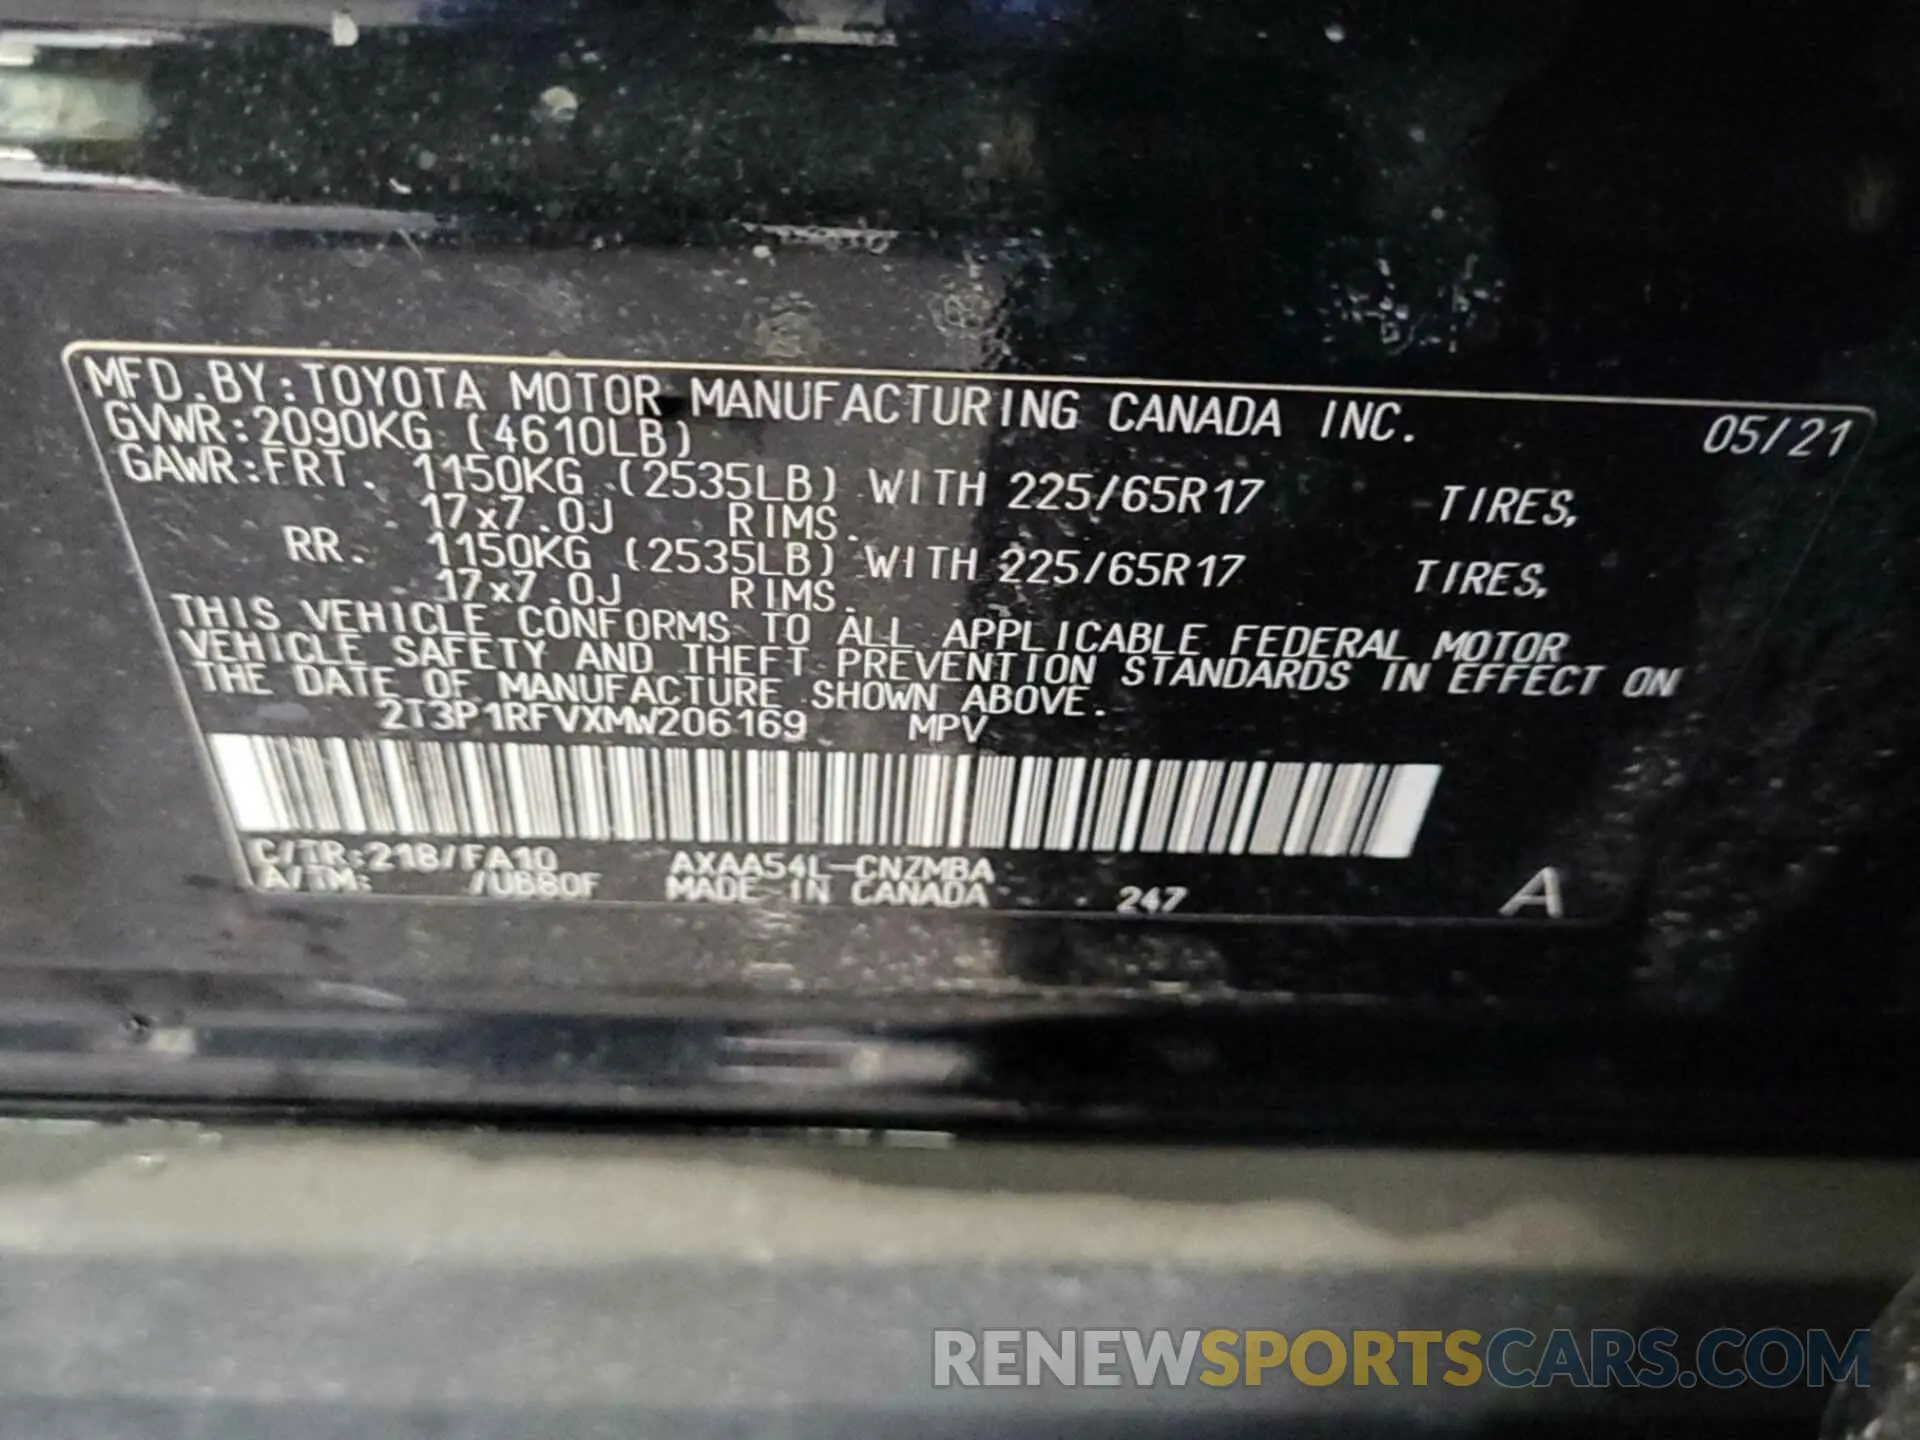 MFD.BY:TOYOTA MOTOR MANUFACTURING CANADA INC. 05/21
GVWR:2090KG (4610LB)
GAWR:FRT. 1150KG (2535LB) WITH 225/65R17 TIRES,
17x7.0J RIMS.
RR. 1150KG (2535LB) WITH 225/65R17 TIRES,
17x7.0J RIMS.
THIS VEHICLE CONFORMS TO ALL APPLICABLE FEDERAL MOTOR
VEHICLE SAFETY AND THEFT PREVENTION STANDARDS IN EFFECT ON
THE DATE OF MANUFACTURE SHOWN ABOVE.
2T3P1RFVXMW206169 MPV
C/TR:218/FA10 AXAA54L-CNZMBA
A/TM: /UB80F MADE IN CANADA 247 A
RENEWSPORTSCARS.COM